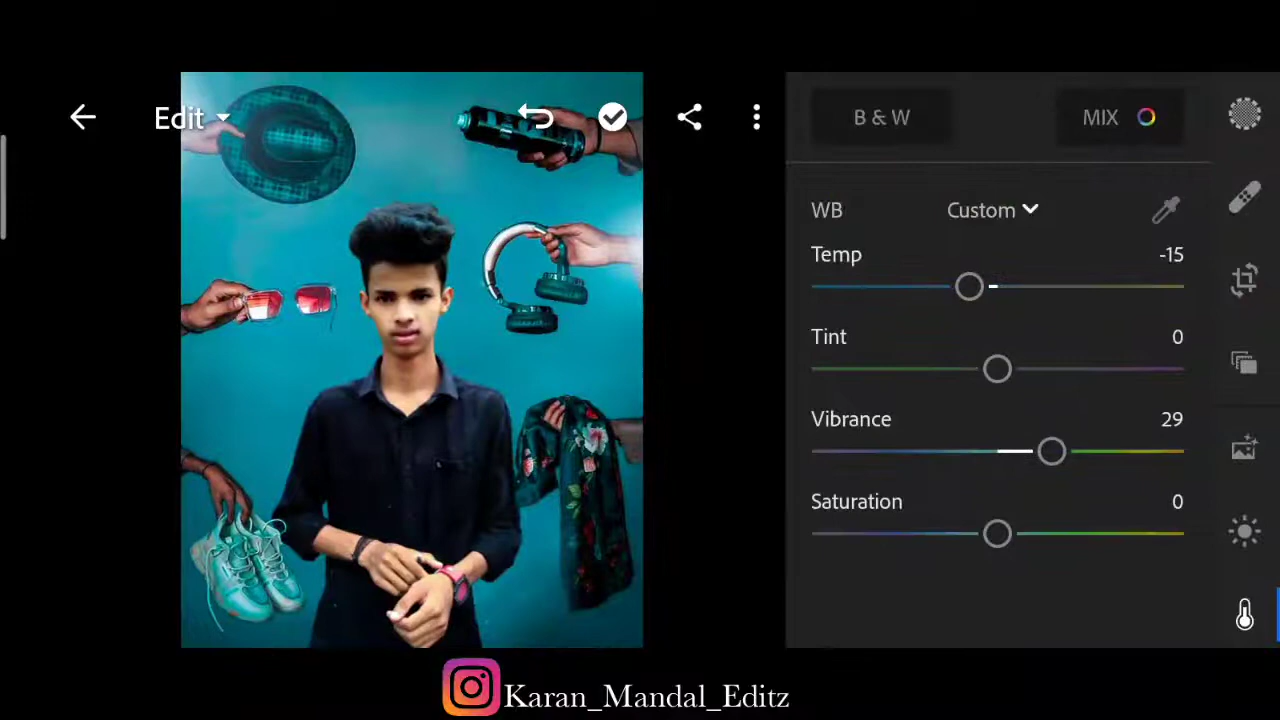 Edit
B & W
MIX
WB
Custom
Temp
-15
Tint
0
Vibrance
29
Saturation
0
Karan_Mandal_Editz